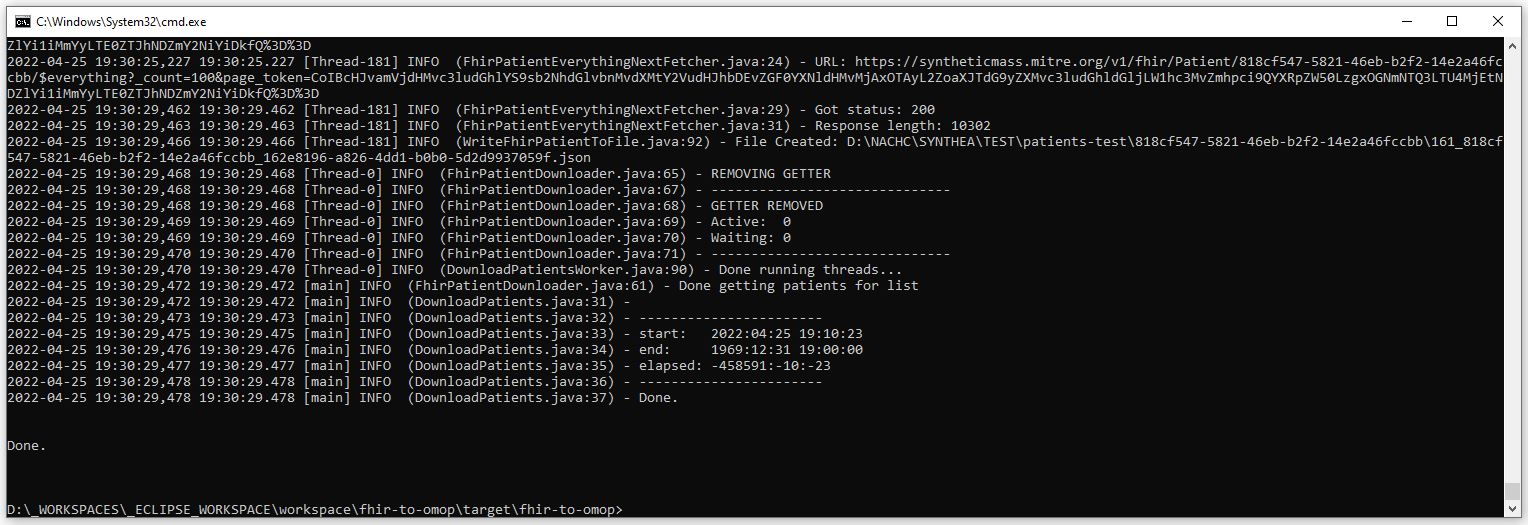 C:\Windows\System32\cmd.exe
ZlYi1iMmYyLTE0ZTJhNDZmY2NiYiDkfQ%3D%3D
2022-04-25 19:30:25,227 19:30:25.227 [Thread-181] INFO  (FhirPatientEverythingNextFetcher.java:24) - URL: https://syntheticmass.mitre.org/v1/fhir/Patient/818cf547-5821-46eb-b2f2-14e2a46fc
cbb/$everything?_count=100&page_token=CoIBcHJvamVjdHMvc3ludGhlYS9sb2NhdGlvbnMvdXMtY2VudHJhbDEvZGF0YXNldHMvMjAxOTAyL2ZoaXJTdG9yZXMvc3ludGhldGljLW1hc3MvZmhpci9QYXRpZW50LzgxOGNmNTQ3LTU4MjEtN
DZlYi1iMmYyLTE0ZTJhNDZmY2NiYiDkfQ%3D%3D
2022-04-25 19:30:29,462 19:30:29.462 [Thread-181] INFO  (FhirPatientEverythingNextFetcher.java:29) - Got status: 200
2022-04-25 19:30:29,463 19:30:29.463 [Thread-181] INFO  (FhirPatientEverythingNextFetcher.java:31) - Response length: 10302
2022-04-25 19:30:29,466 19:30:29.466 [Thread-181] INFO  (WriteFhirPatientToFile.java:92) - File Created: D:\NACHC\SYNTHEA\TEST\patients-test\818cf547-5821-46eb-b2f2-14e2a46fccbb\161_818cf
547-5821-46eb-b2f2-14e2a46fccbb_162e8196-a826-4dd1-b0b0-5d2d9937059f.json
2022-04-25 19:30:29,468 19:30:29.468 [Thread-0] INFO  (FhirPatientDownloader.java:65) - REMOVING GETTER
2022-04-25 19:30:29,468 19:30:29.468 [Thread-0] INFO  (FhirPatientDownloader.java:67) - ------------------------------
2022-04-25 19:30:29,468 19:30:29.468 [Thread-0] INFO  (FhirPatientDownloader.java:68) - GETTER REMOVED
2022-04-25 19:30:29,469 19:30:29.469 [Thread-0] INFO  (FhirPatientDownloader.java:69) - Active:  0
2022-04-25 19:30:29,469 19:30:29.469 [Thread-0] INFO  (FhirPatientDownloader.java:70) - Waiting: 0
2022-04-25 19:30:29,470 19:30:29.470 [Thread-0] INFO  (FhirPatientDownloader.java:71) - ------------------------------
2022-04-25 19:30:29,470 19:30:29.470 [Thread-0] INFO  (DownloadPatientsWorker.java:90) - Done running threads...
2022-04-25 19:30:29,472 19:30:29.472 [main] INFO  (FhirPatientDownloader.java:61) - Done getting patients for list
2022-04-25 19:30:29,472 19:30:29.472 [main] INFO  (DownloadPatients.java:31) -
2022-04-25 19:30:29,473 19:30:29.473 [main] INFO  (DownloadPatients.java:32) - -----------------------
2022-04-25 19:30:29,475 19:30:29.475 [main] INFO  (DownloadPatients.java:33) - start:   2022:04:25 19:10:23
2022-04-25 19:30:29,476 19:30:29.476 [main] INFO  (DownloadPatients.java:34) - end:     1969:12:31 19:00:00
2022-04-25 19:30:29,477 19:30:29.477 [main] INFO  (DownloadPatients.java:35) - elapsed: -458591:-10:-23
2022-04-25 19:30:29,478 19:30:29.478 [main] INFO  (DownloadPatients.java:36) - -----------------------
2022-04-25 19:30:29,478 19:30:29.478 [main] INFO  (DownloadPatients.java:37) - Done.
Done.
D:\_WORKSPACES\_ECLIPSE_WORKSPACE\workspace\fhir-to-omop\target\fhir-to-omop>